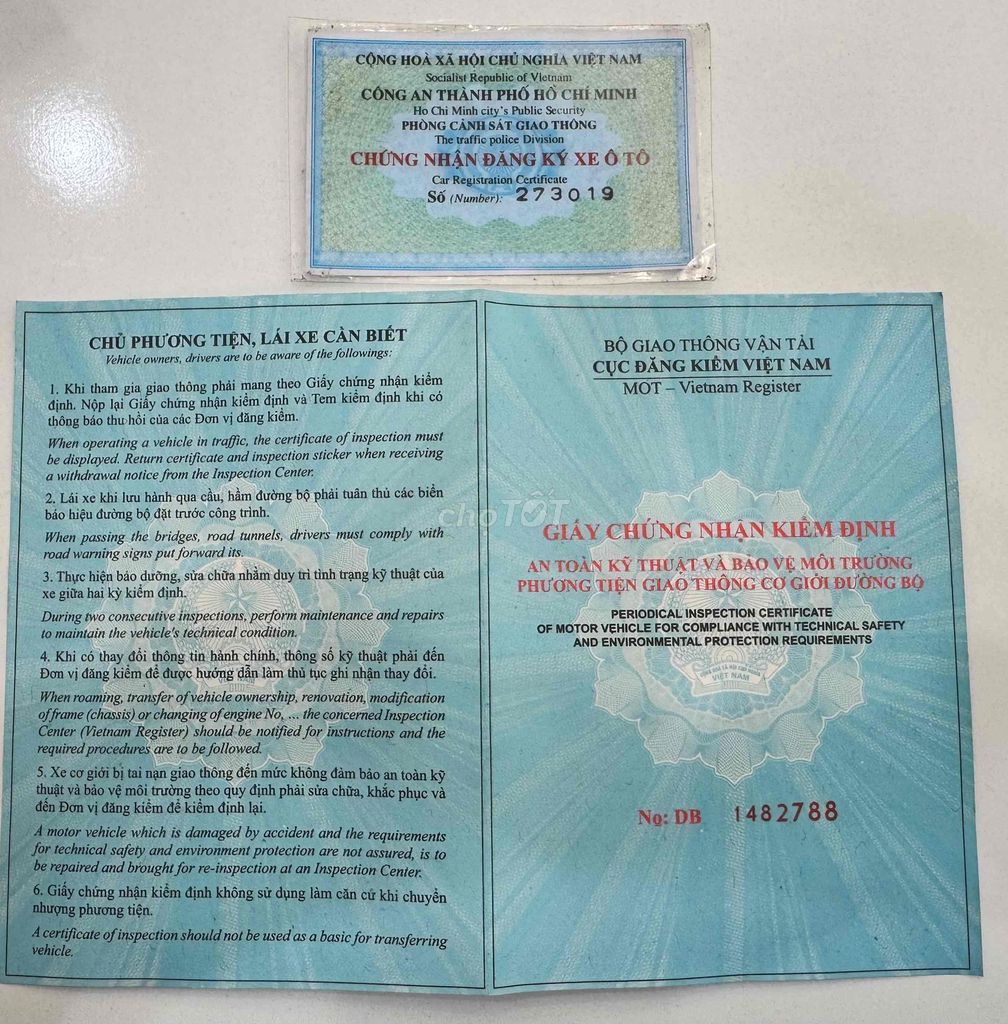 CỘNG HOÀ XÃ HỘI CHỦ NGHĨA VIỆT NAM
Socialist Republic of Vietnam
CÔNG AN THÀNH PHỐ HỒ CHÍ MINH
Ho Chi Minh city's Public Security
PHÒNG CẢNH SÁT GIAO THÔNG
The traffic police Division
CHỨNG NHẬN ĐĂNG KÝ XE Ô TÔ
Car Registration Certificate
Số (Number): 273019
CHỦ PHƯƠNG TIỆN, LÁI XE CẦN BIẾT
Vehicle owners, drivers are to be aware of the followings:
1. Khi tham gia giao thông phải mang theo Giấy chứng nhận kiểm
định. Nộp lại Giấy chứng nhận kiểm định và Tem kiểm định khi có
thông báo thu hồi của các Đơn vị đăng kiểm.
When operating a vehicle in traffic, the certificate of inspection must
be displayed. Return certificate and inspection sticker when receiving
a withdrawal notice from the Inspection Center.
2. Lái xe khi lưu hành qua cầu, hầm đường bộ phải tuân thủ các biển
báo hiệu đường bộ đặt trước công trình.
When passing the bridges, road tunnels, drivers must comply with
road warning signs put forward its.
3. Thực hiện bảo dưỡng, sửa chữa nhằm duy trì tình trạng kỹ thuật của
xe giữa hai kỳ kiểm định.
During two consecutive inspections, perform maintenance and repairs
to maintain the vehicle's technical condition.
4. Khi có thay đổi thông tin hành chính, thông số kỹ thuật phải đến
Đơn vị đăng kiểm để được hướng dẫn làm thủ tục ghi nhận thay đổi.
When roaming, transfer of vehicle ownership, renovation, modification
of frame (chassis) or changing of engine No, ... the concerned Inspection
Center (Vietnam Register) should be notified for instructions and the
required procedures are to be followed.
5. Xe cơ giới bị tai nạn giao thông đến mức không đảm bảo an toàn kỹ
thuật và bảo vệ môi trường theo quy định phải sửa chữa, khắc phục và
đến Đơn vị đăng kiểm để kiểm định lại.
A motor vehicle which is damaged by accident and the requirements
for technical safety and environment protection are not assured, is to
be repaired and brought for re-inspection at an Inspection Center.
6. Giấy chứng nhận kiểm định không sử dụng làm căn cứ khi chuyển
nhượng phương tiện.
A certificate of inspection should not be used as a basic for transferring
vehicle.
BỘ GIAO THÔNG VẬN TẢI
CỤC ĐĂNG KIỂM VIỆT NAM
MOT – Vietnam Register
choTỐT
GIẤY CHỨNG NHẬN KIỂM ĐỊNH
AN TOÀN KỸ THUẬT VÀ BẢO VỆ MÔI TRƯỜNG
PHƯƠNG TIỆN GIAO THÔNG CƠ GIỚI ĐƯỜNG BỘ
PERIODICAL INSPECTION CERTIFICATE
OF MOTOR VEHICLE FOR COMPLIANCE WITH TECHNICAL SAFETY
AND ENVIRONMENTAL PROTECTION REQUIREMENTS
CỘNG HÒA XÃ HỘI CHỦ NGHĨA
VIỆT NAM
Nọ: DB 1482788